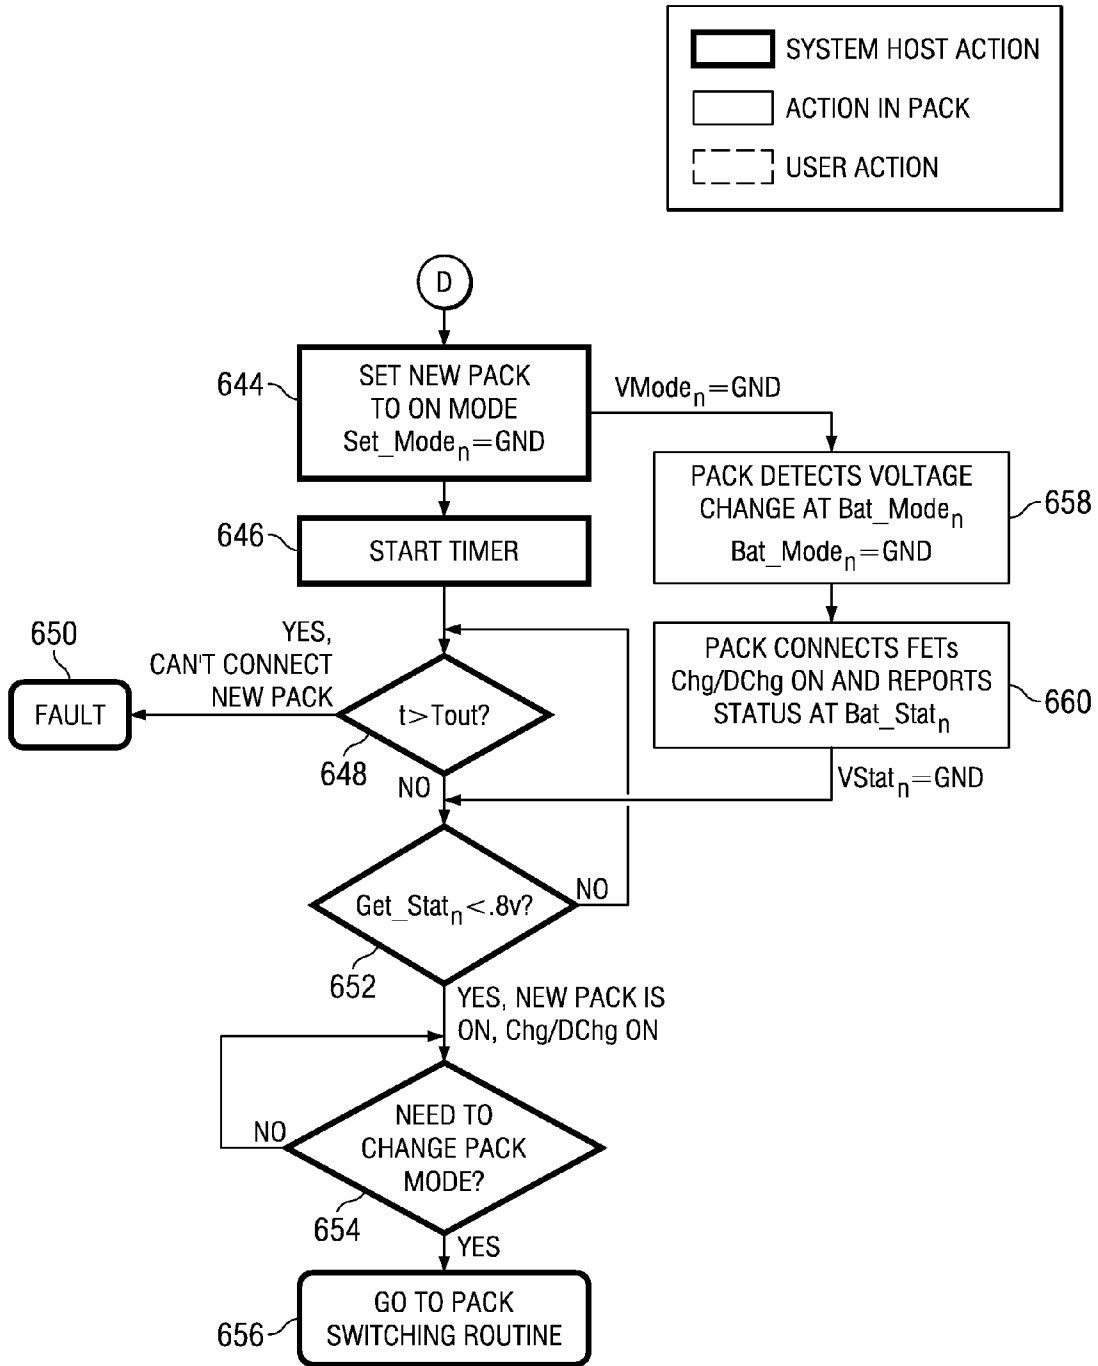 SYSTEM HOST ACTION
ACTION IN PACK
USER ACTION
D
644
SET NEW PACK
TO ON MODE
Set_Moden=GND
VModen=GND
646
START TIMER
PACK DETECTS VOLTAGE
CHANGE AT Bat_Moden
Bat_Moden=GND
658
650
FAULT
YES,
CAN'T CONNECT
NEW PACK
t>Tout?
648
NO
PACK CONNECTS FETs
Chg/DChg ON AND REPORTS
STATUS AT Bat_Statn
660
VStatn=GND
Get_Statn<.8v?
NO
652
YES, NEW PACK IS
ON, Chg/DChg ON
NO
NEED TO
CHANGE PACK
MODE?
654
YES
656
GO TO PACK
SWITCHING ROUTINE